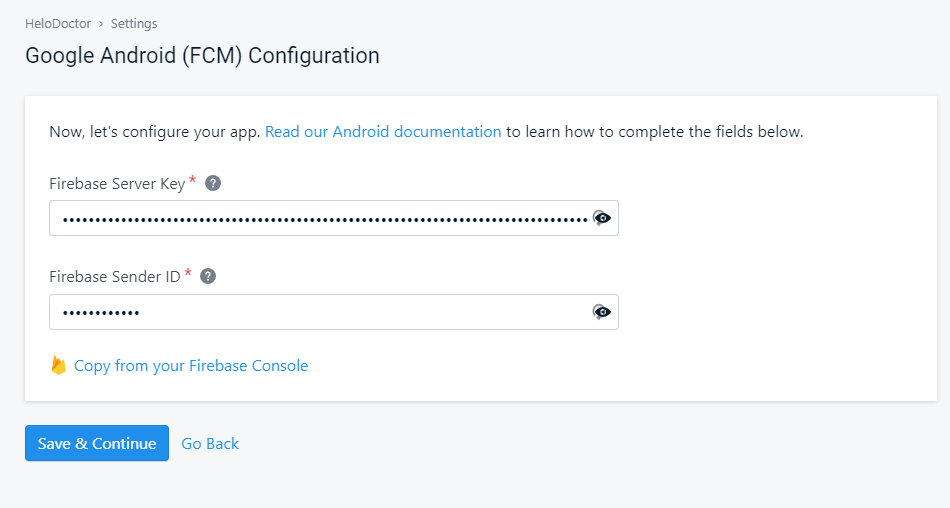 HeloDoctor › Settings
Google Android (FCM) Configuration
Now, let's configure your app. Read our Android documentation to learn how to complete the fields below.
Firebase Server Key * ?
Firebase Sender ID * ?
Copy from your Firebase Console
Save & Continue Go Back